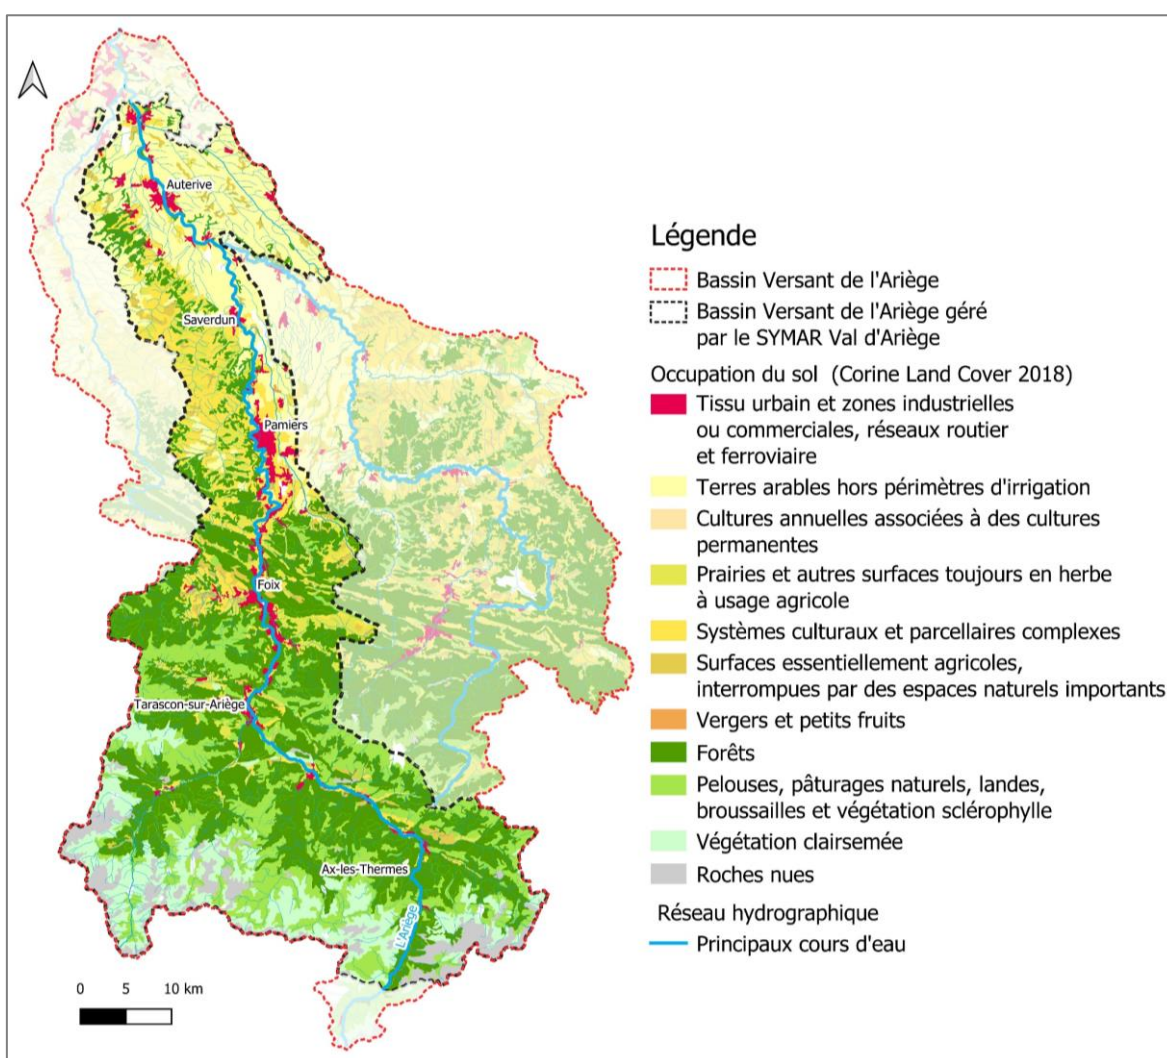 Auterive
Saverdun
Pamiers
Foix
Tarascon-sur-Ariège
Ax-les-Thermes
L'Ariège
0 5 10 km
Légende
Bassin Versant de l'Ariège
Bassin Versant de l'Ariège géré
par le SYMAR Val d'Ariège
Occupation du sol (Corine Land Cover 2018)
Tissu urbain et zones industrielles
ou commerciales, réseaux routier
et ferroviaire
Terres arables hors périmètres d'irrigation
Cultures annuelles associées à des cultures
permanentes
Prairies et autres surfaces toujours en herbe
à usage agricole
Systèmes culturaux et parcellaires complexes
Surfaces essentiellement agricoles,
interrompues par des espaces naturels importants
Vergers et petits fruits
Forêts
Pelouses, pâturages naturels, landes,
broussailles et végétation sclérophylle
Végétation clairsemée
Roches nues
Réseau hydrographique
Principaux cours d'eau